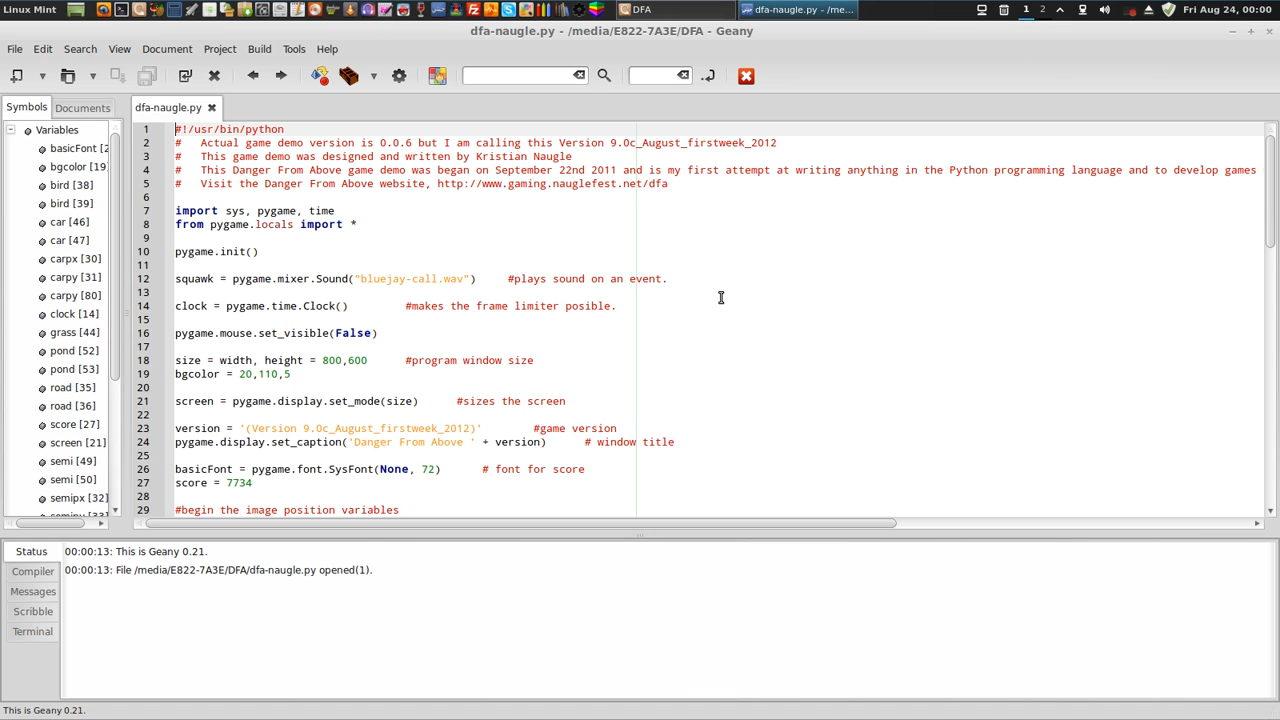 Linux Mint DFA dfa-naugle.py - /me... 1 2 Fri Aug 24, 00:00
dfa-naugle.py - /media/E822-7A3E/DFA - Geany
File Edit Search View Document Project Build Tools Help
Symbols Documents
Variables
basicFont [2
bgcolor [19]
bird [38]
bird [39]
car [46]
car [47]
carpx [30]
carpy [31]
carpy [80]
clock [14]
grass [44]
pond [52]
pond [53]
road [35]
road [36]
score [27]
screen [21]
semi [49]
semi [50]
semipx [32]
dfa-naugle.py
1 #!/usr/bin/python
2 #   Actual game demo version is 0.0.6 but I am calling this Version 9.0c_August_firstweek_2012
3 #   This game demo was designed and written by Kristian Naugle
4 #   This Danger From Above game demo was began on September 22nd 2011 and is my first attempt at writing anything in the Python programming language and to develop games
5 #   Visit the Danger From Above website, http://www.gaming.nauglefest.net/dfa
6
7 import sys, pygame, time
8 from pygame.locals import *
9
10 pygame.init()
11
12 squawk = pygame.mixer.Sound("bluejay-call.wav")     #plays sound on an event.
13
14 clock = pygame.time.Clock()         #makes the frame limiter posible.
15
16 pygame.mouse.set_visible(False)
17
18 size = width, height = 800,600      #program window size
19 bgcolor = 20,110,5
20
21 screen = pygame.display.set_mode(size)      #sizes the screen
22
23 version = '(Version 9.0c_August_firstweek_2012)'        #game version
24 pygame.display.set_caption('Danger From Above ' + version)      # window title
25
26 basicFont = pygame.font.SysFont(None, 72)       # font for score
27 score = 7734
28
29 #begin the image position variables
Status
Compiler
Messages
Scribble
Terminal
00:00:13: This is Geany 0.21.
00:00:13: File /media/E822-7A3E/DFA/dfa-naugle.py opened(1).
This is Geany 0.21.